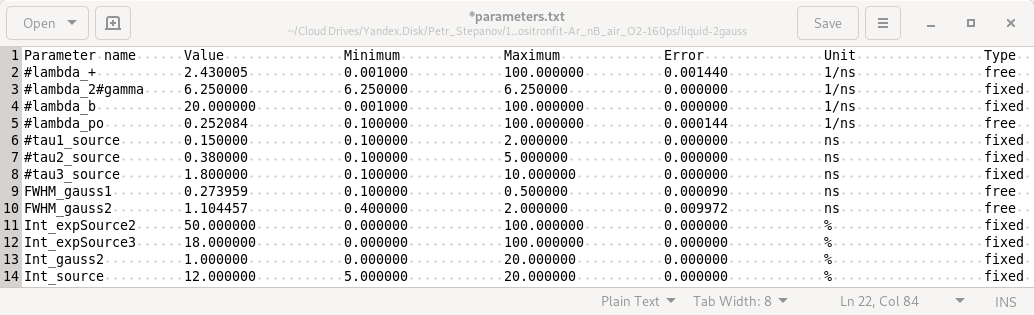 Open
*parameters.txt
~/Cloud Drives/Yandex.Disk/Petr_Stepanov/1...ositronfit-Ar_nB_air_O2-160ps/liquid-2gauss
Save
1 Parameter name Value Minimum Maximum Error Unit Type
2 #lambda_+ 2.430005 0.001000 100.000000 0.001440 1/ns free
3 #lambda_2#gamma 6.250000 6.250000 6.250000 0.000000 1/ns fixed
4 #lambda_b 20.000000 0.001000 100.000000 0.000000 1/ns fixed
5 #lambda_po 0.252084 0.100000 100.000000 0.000144 1/ns free
6 #tau1_source 0.150000 0.100000 2.000000 0.000000 ns fixed
7 #tau2_source 0.380000 0.100000 5.000000 0.000000 ns fixed
8 #tau3_source 1.800000 0.100000 10.000000 0.000000 ns fixed
9 FWHM_gauss1 0.273959 0.100000 0.500000 0.000090 ns free
10 FWHM_gauss2 1.104457 0.400000 2.000000 0.009972 ns free
11 Int_expSource2 50.000000 0.000000 100.000000 0.000000 % fixed
12 Int_expSource3 18.000000 0.000000 100.000000 0.000000 % fixed
13 Int_gauss2 1.000000 0.000000 20.000000 0.000000 % fixed
14 Int_source 12.000000 5.000000 20.000000 0.000000 % fixed
Plain Text Tab Width: 8 Ln 22, Col 84 INS